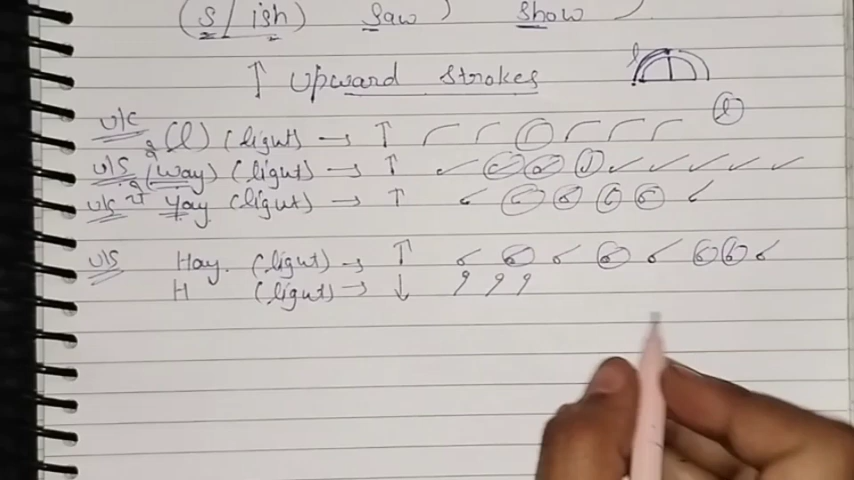 (S / ish) Saw ) Show )
↑ Upward Strokes
U/C (l) (light) → ↑ (l)
U/S (Way) (light) → ↑
U/C Yay (light) → ↑
U/S Hay. (light) → ↑
H (light) → ↓